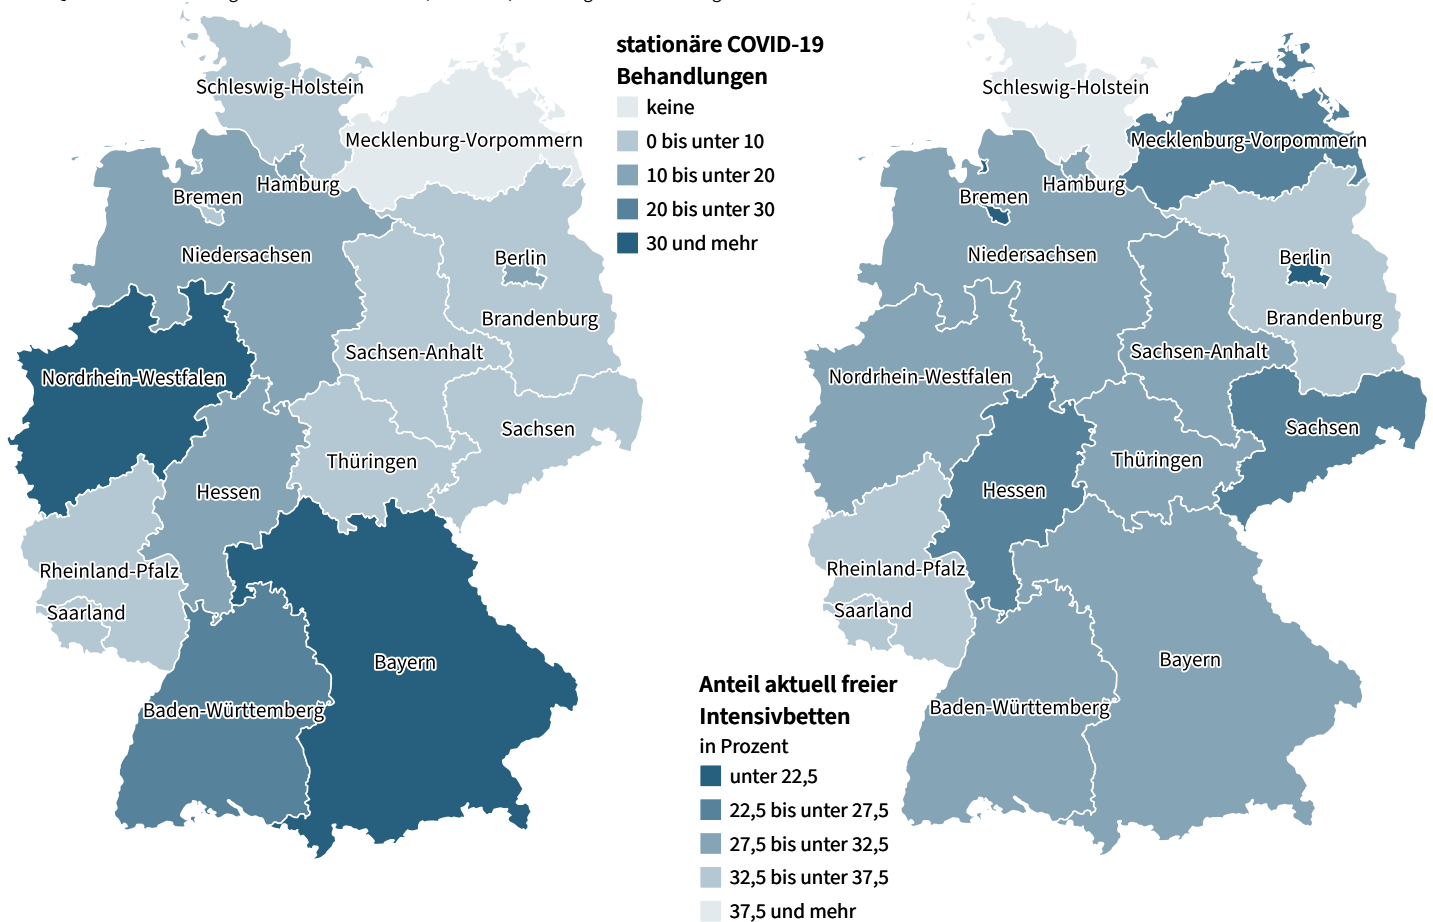 stationäre COVID-19
Behandlungen
keine
0 bis unter 10
10 bis unter 20
20 bis unter 30
30 und mehr
Schleswig-Holstein
Mecklenburg-Vorpommern
Hamburg
Bremen
Niedersachsen
Berlin
Brandenburg
Sachsen-Anhalt
Nordrhein-Westfalen
Sachsen
Thüringen
Hessen
Rheinland-Pfalz
Saarland
Bayern
Baden-Württemberg
Schleswig-Holstein
Mecklenburg-Vorpommern
Hamburg
Bremen
Niedersachsen
Berlin
Brandenburg
Sachsen-Anhalt
Nordrhein-Westfalen
Sachsen
Thüringen
Hessen
Rheinland-Pfalz
Saarland
Bayern
Baden-Württemberg
Anteil aktuell freier
Intensivbetten
in Prozent
unter 22,5
22,5 bis unter 27,5
27,5 bis unter 32,5
32,5 bis unter 37,5
37,5 und mehr